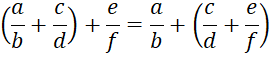 (a/b + c/d) + e/f = a/b + (c/d + e/f)